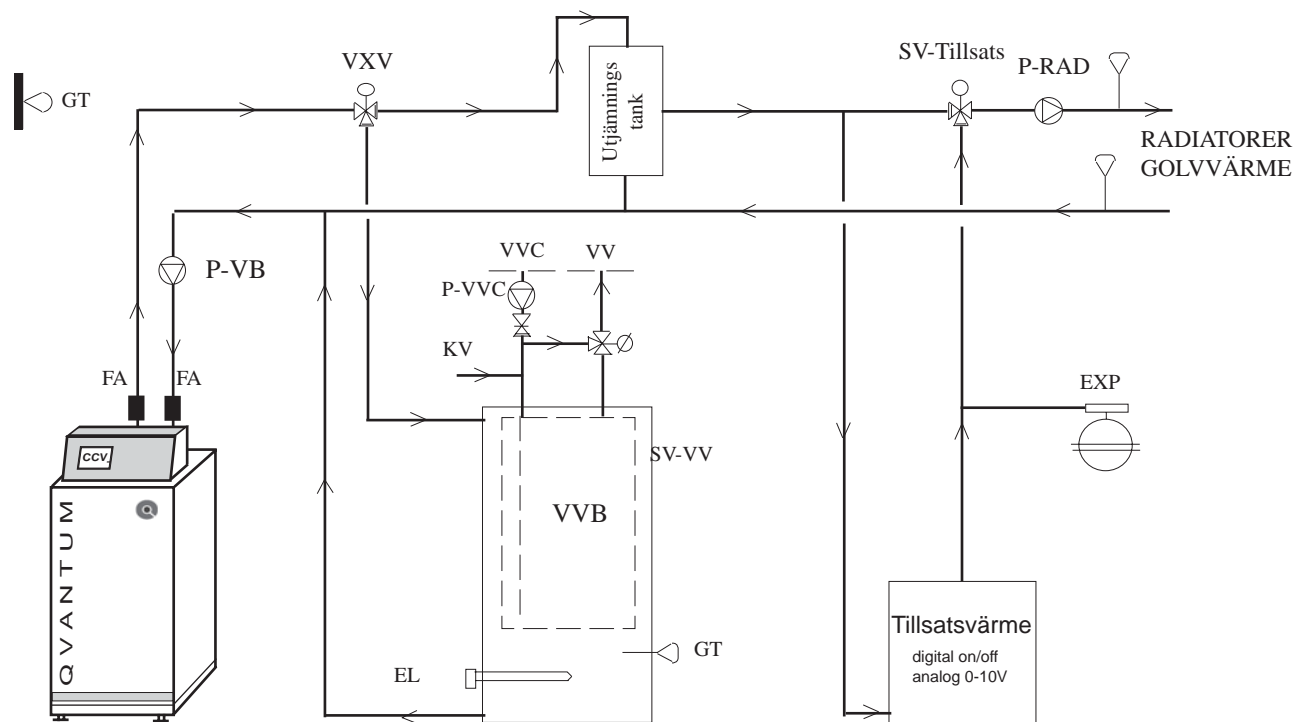 VXV
SV-Tillsats
P-RAD
GT
Utjämnings
tank
RADIATORER
GOLVVÄRME
P-VB
VVC
VV
P-VVC
KV
FA
FA
EXP
CCV
SV-VV
VVB
QVANTUM
Tillsatsvärme
digital on/off
analog 0-10V
GT
EL